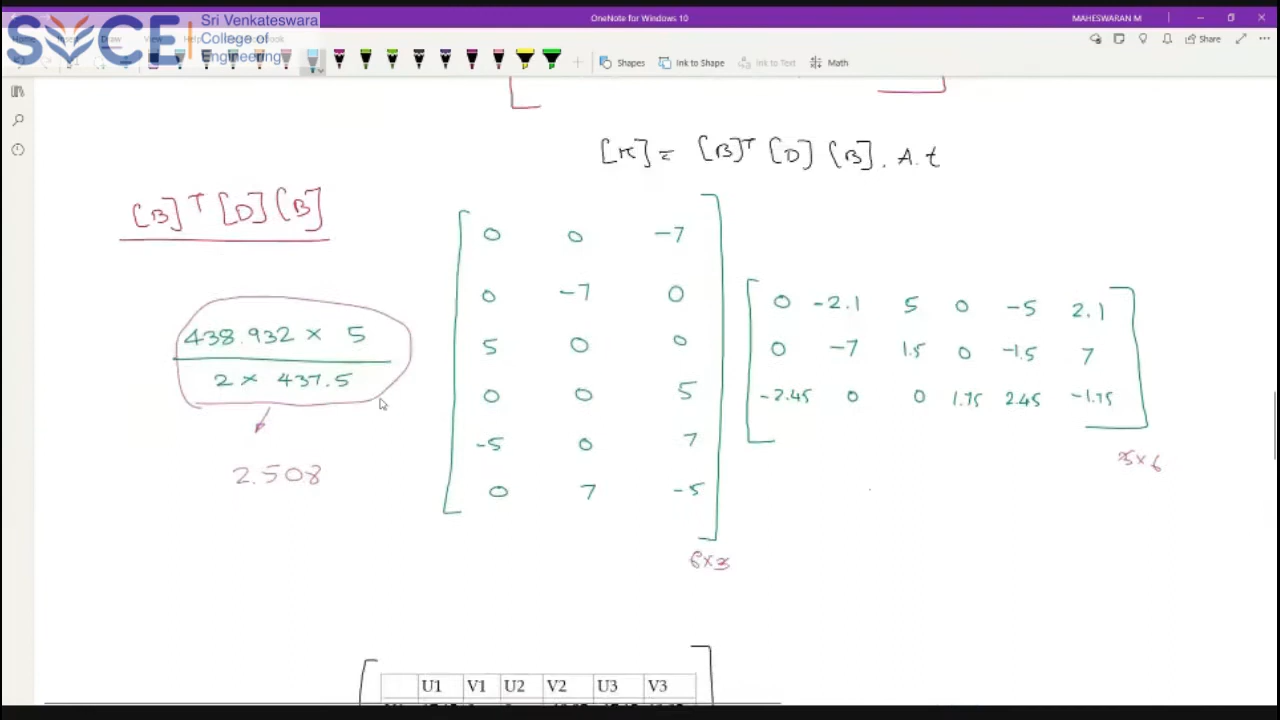 OneNote for Windows 10
MAHESWARAN M
SVCE
Sri Venkateswara
College of
Engineering
Shapes
Ink to Shape
Ink to Text
Math
Share
[K] = [B]ᵀ [D] [B] . A.t
[B]ᵀ [D] [B]
438.932 × 5
2 × 437.5
2.508
0 0 -7
0 -7 0
5 0 0
0 0 5
-5 0 7
0 7 -5
6×3
0 -2.1 5 0 -5 2.1
0 -7 1.5 0 -1.5 7
-2.45 0 0 1.75 2.45 -1.75
3×6
U1 V1 U2 V2 U3 V3